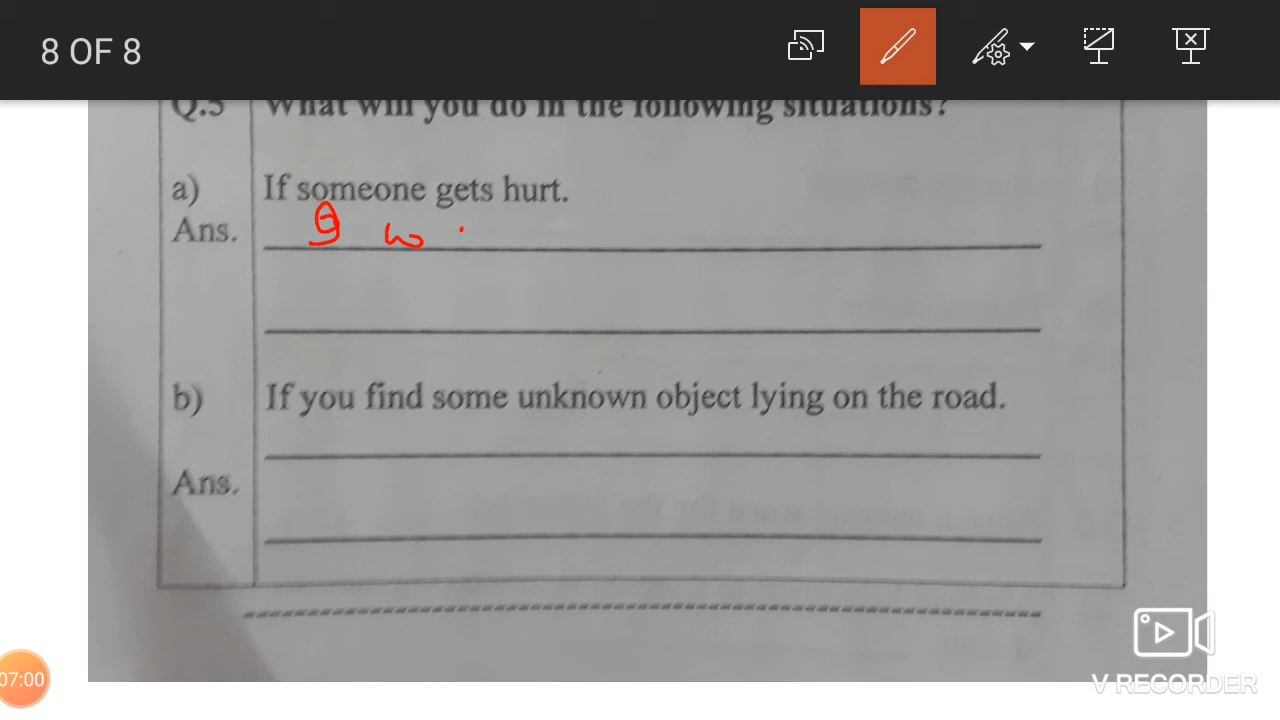 8 OF 8
Q.5 What will you do in the following situations?
a) If someone gets hurt.
Ans. I w
b) If you find some unknown object lying on the road.
Ans.
07:00
V RECORDER